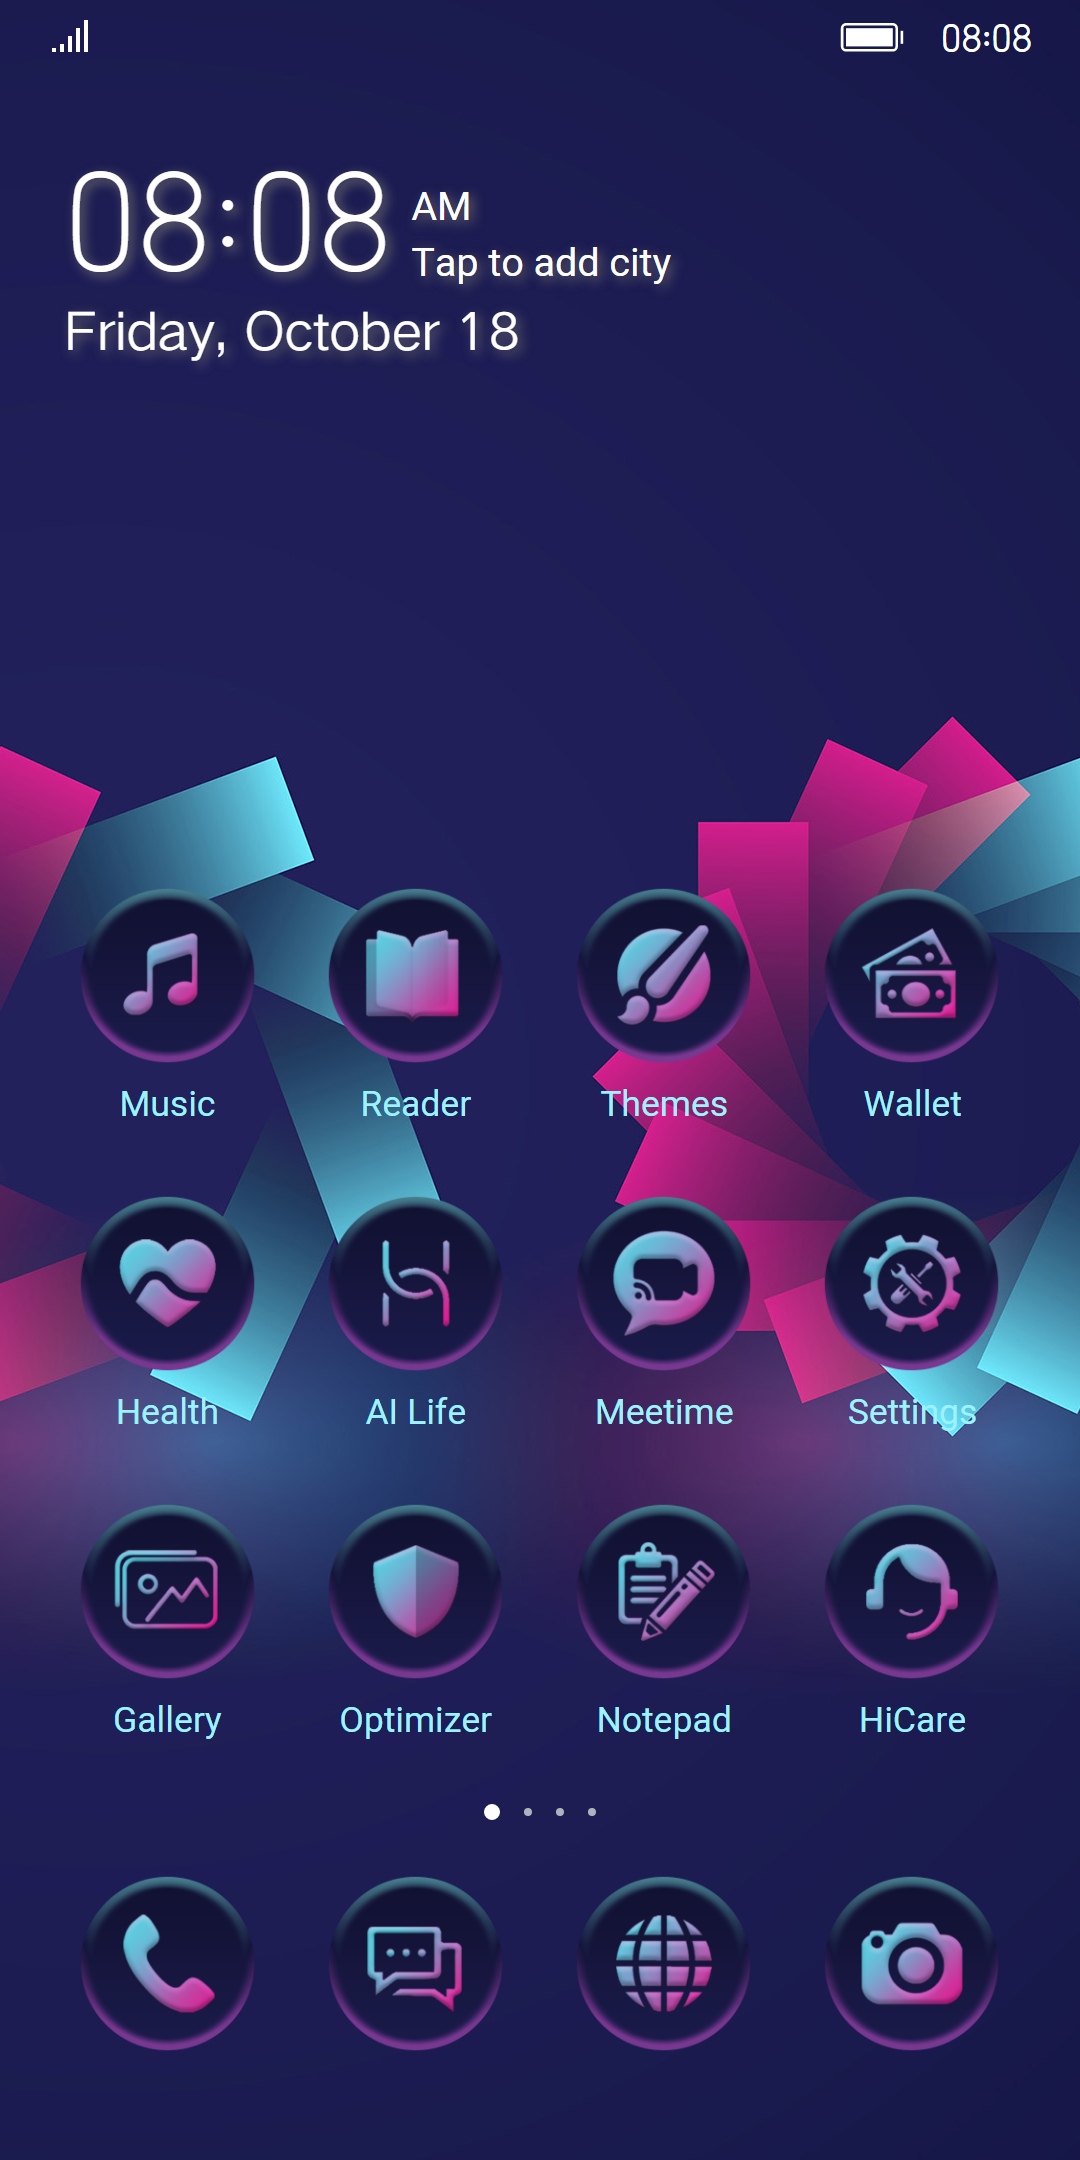 08:08
08:08 AM
Tap to add city
Friday, October 18
Music Reader Themes Wallet
Health AI Life Meetime Settings
Gallery Optimizer Notepad HiCare